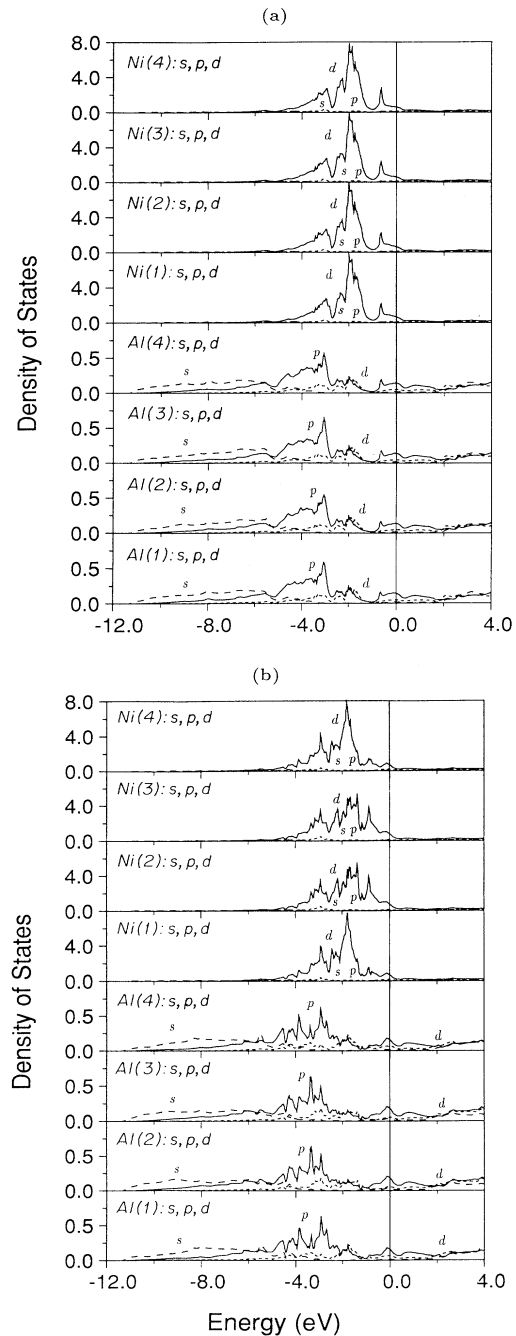 (a)
8.0
Ni(4): s, p, d
d
4.0
s
p
0.0
Ni(3): s, p, d
d
4.0
s
p
0.0
Ni(2): s, p, d
d
4.0
s
p
0.0
Ni(1): s, p, d
d
4.0
s
p
0.0
Al(4): s, p, d
p
0.5
s
d
0.0
Al(3): s, p, d
p
0.5
s
d
0.0
Al(2): s, p, d
p
0.5
s
d
0.0
Al(1): s, p, d
p
0.5
s
d
0.0
-12.0 -8.0 -4.0 0.0 4.0
Density of States
(b)
8.0
Ni(4): s, p, d
d
4.0
s
p
0.0
Ni(3): s, p, d
d
4.0
s
p
0.0
Ni(2): s, p, d
d
4.0
s
p
0.0
Ni(1): s, p, d
d
4.0
s
p
0.0
Al(4): s, p, d
p
0.5
s
d
0.0
Al(3): s, p, d
p
0.5
s
d
0.0
Al(2): s, p, d
p
0.5
s
d
0.0
Al(1): s, p, d
p
0.5
s
d
0.0
-12.0 -8.0 -4.0 0.0 4.0
Density of States
Energy (eV)